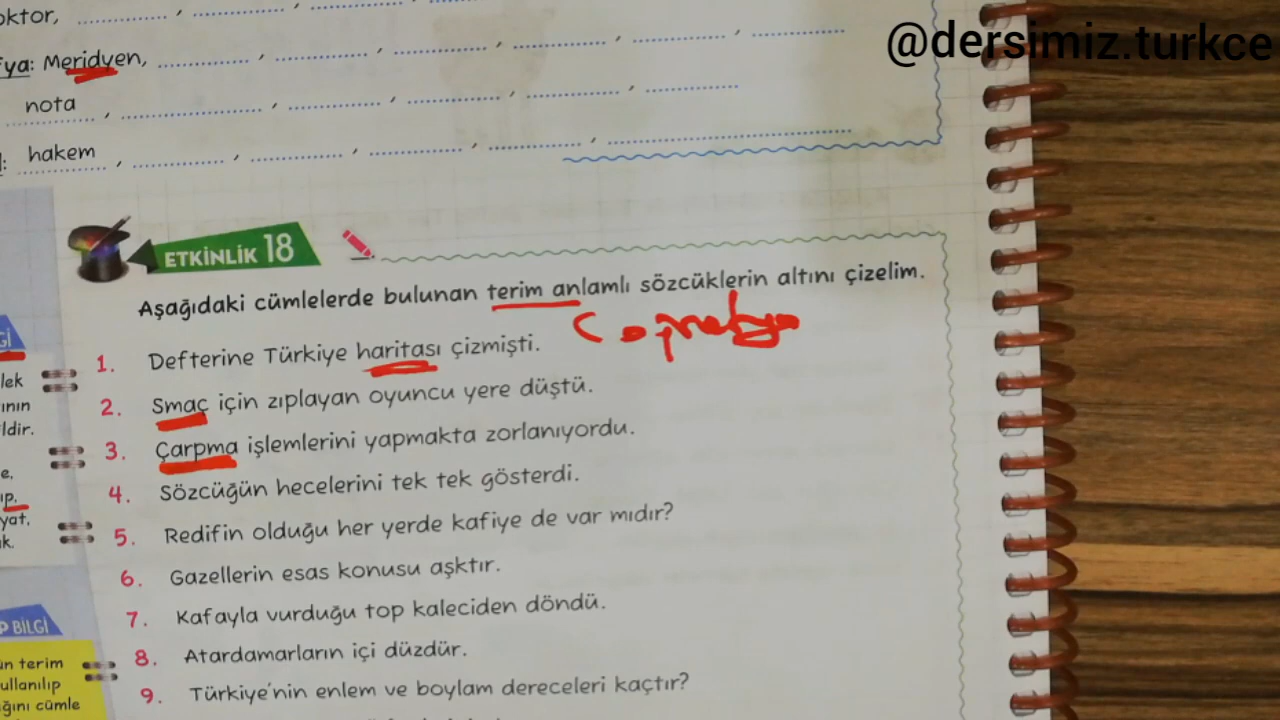 @dersimiz.turkce
oktor,
fya: Meridyen,
nota
hakem
ETKİNLİK 18
Aşağıdaki cümlelerde bulunan terim anlamlı sözcüklerin altını çizelim.
1. Defterine Türkiye haritası çizmişti.
2. Smaç için zıplayan oyuncu yere düştü.
3. Çarpma işlemlerini yapmakta zorlanıyordu.
4. Sözcüğün hecelerini tek tek gösterdi.
5. Redifin olduğu her yerde kafiye de var mıdır?
6. Gazellerin esas konusu aşktır.
7. Kafayla vurduğu top kaleciden döndü.
8. Atardamarların içi düzdür.
9. Türkiye'nin enlem ve boylam dereceleri kaçtır?
lek
ının
ldir.
e,
ıp.
yat.
k.
P BİLGİ
ün terim
ullanılıp
ğını cümle